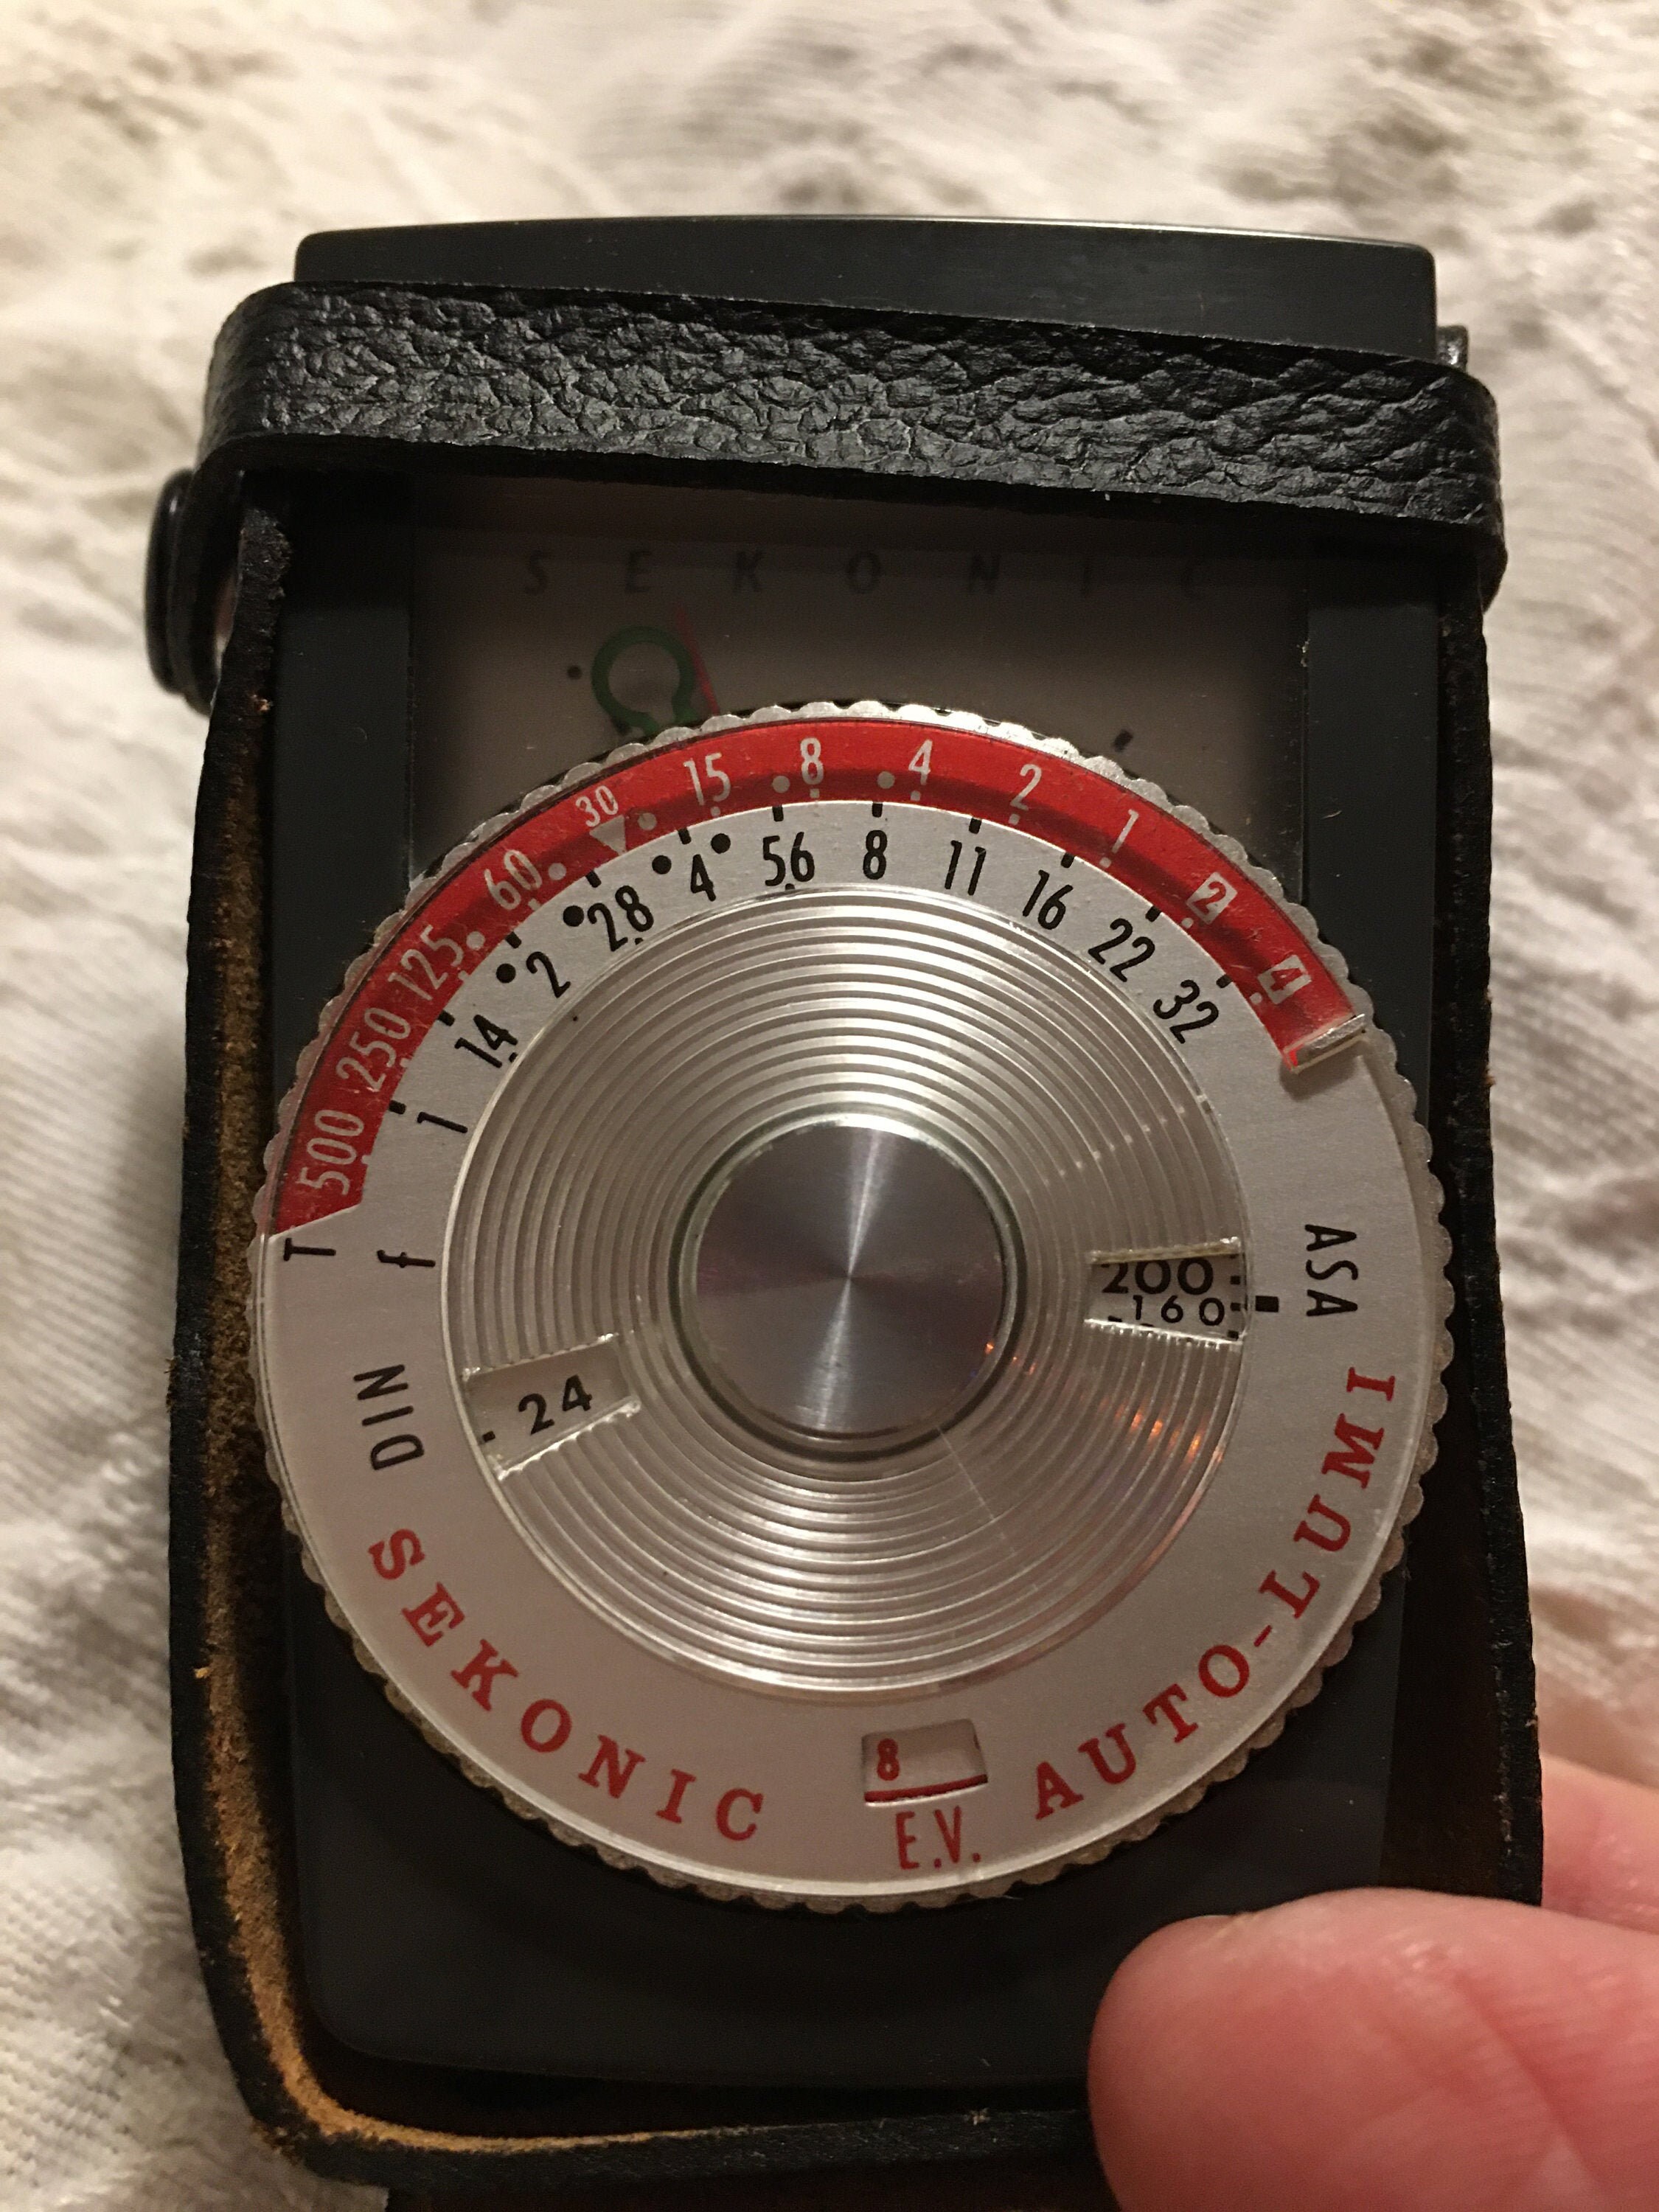 SEKONIC
T 500 250 125 60 30 15 8 4 2 1 2 4
f 1 1.4 2 2.8 4 5.6 8 11 16 22 32
ASA
200
160
DIN
24
SEKONIC
8
E.V.
AUTO-LUMI